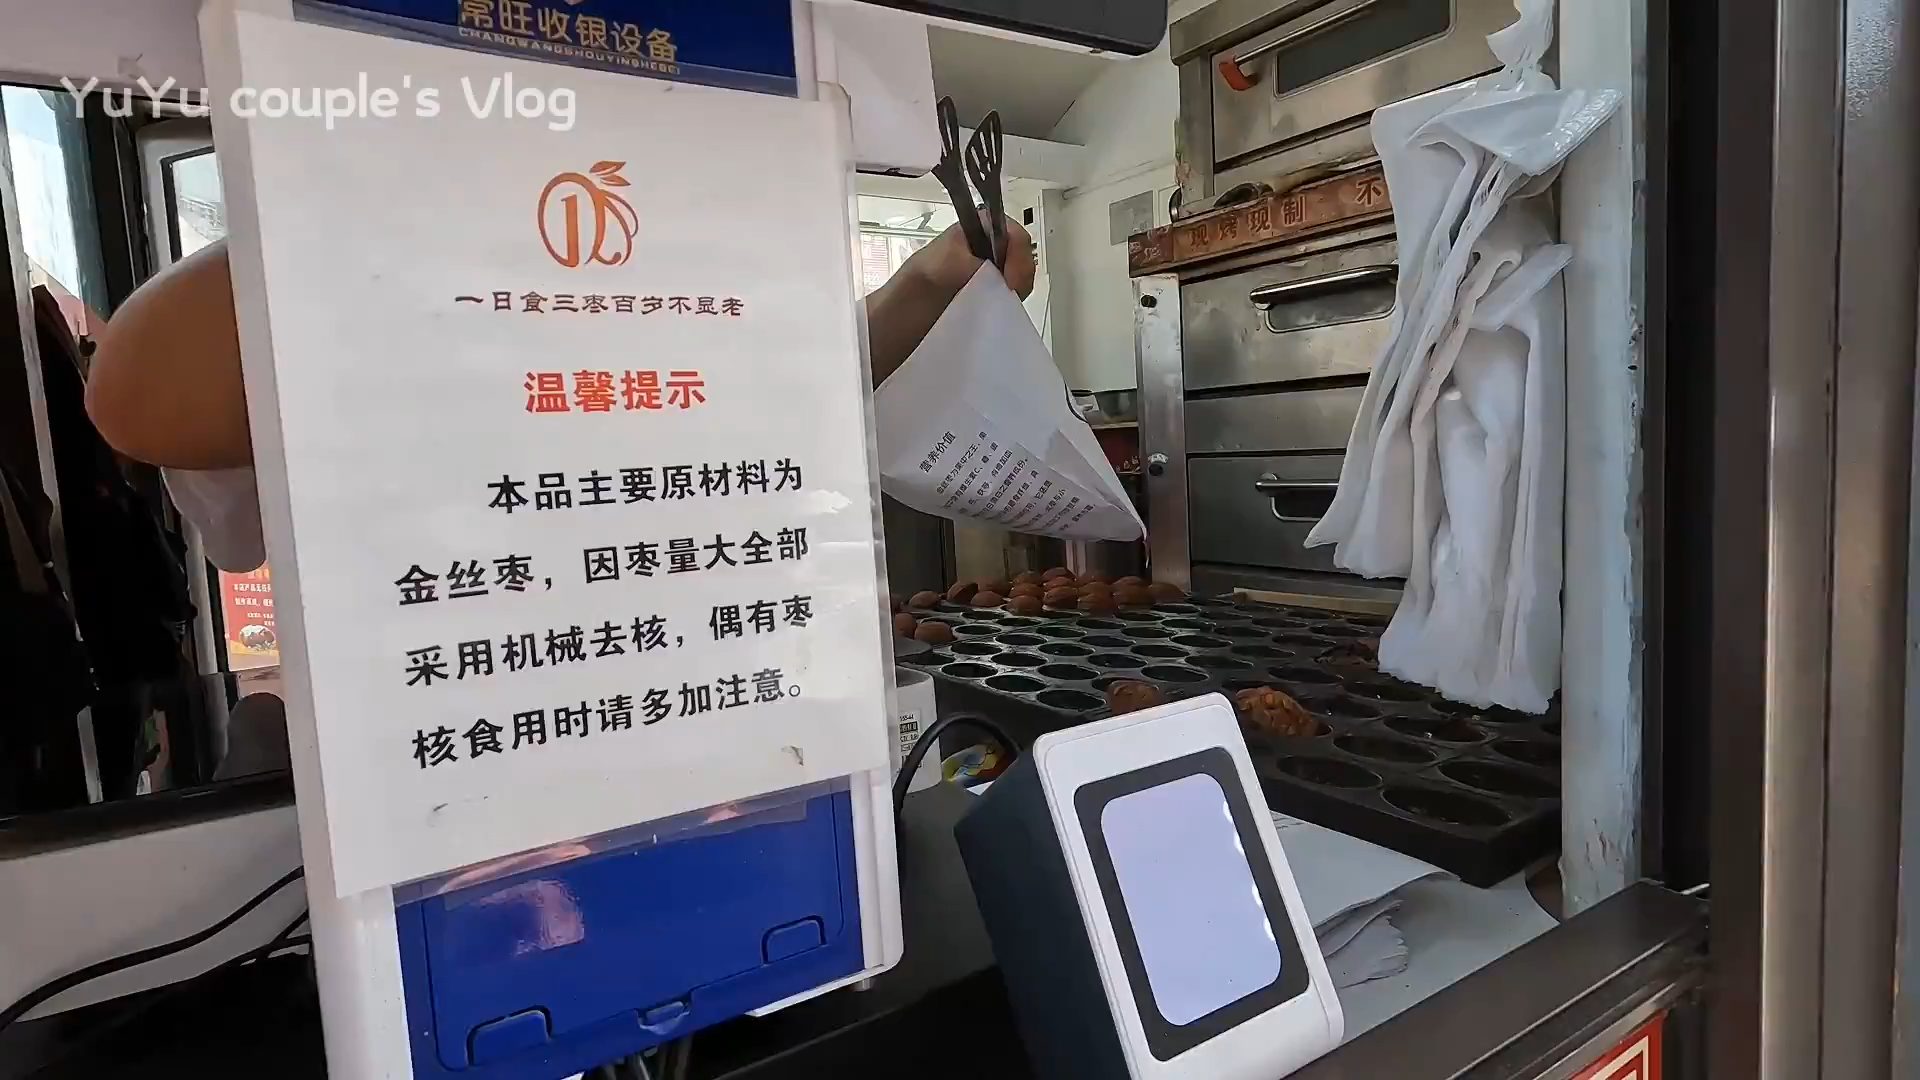 常旺收银设备
CHANGWANGSHOUYINSHEBEI
YuYu couple's Vlog
一日食三枣百岁不显老
温馨提示
本品主要原材料为
金丝枣，因枣量大全部
采用机械去核，偶有枣
核食用时请多加注意。
现烤现制 不
营养价值